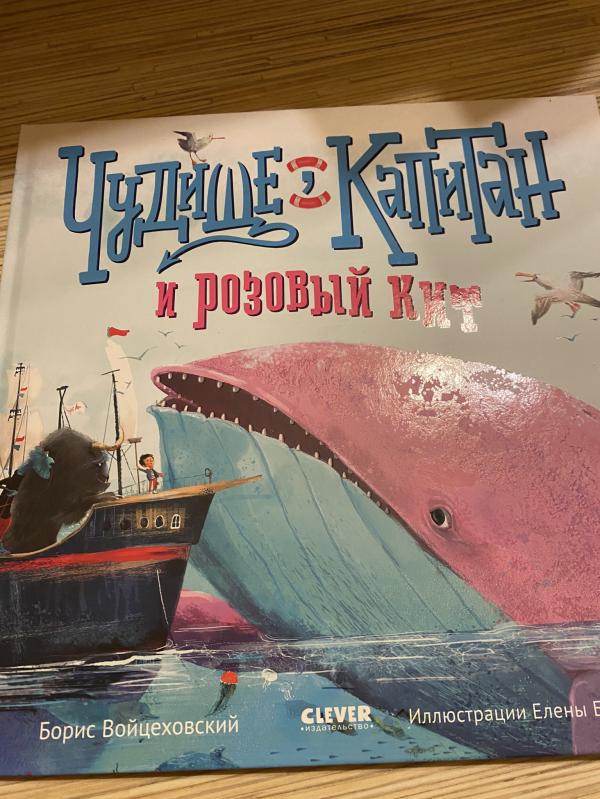 Чудище, Капитан
и розовый кит
Борис Войцеховский
CLEVER
• издательство •
Иллюстрации Елены